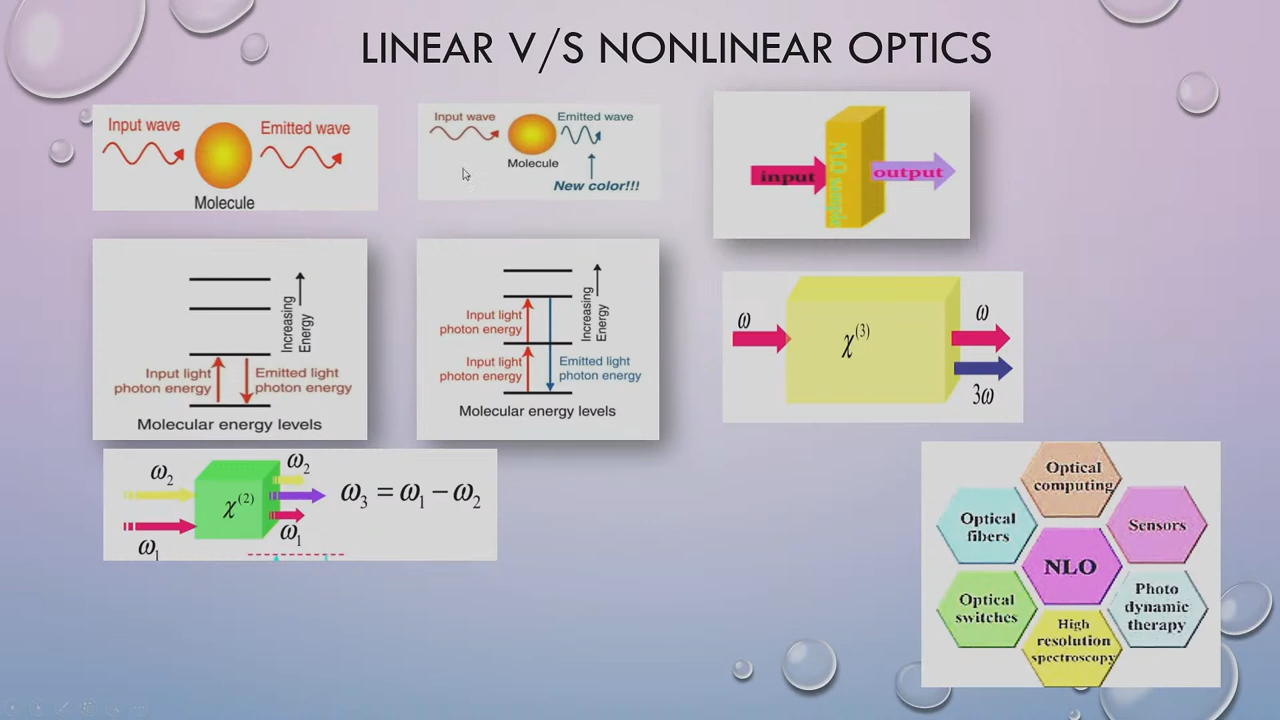 LINEAR V/S NONLINEAR OPTICS
Input wave
Emitted wave
Molecule
Input wave
Emitted wave
Molecule
New color!!!
input
NLO sample
output
Increasing
Energy
Input light
photon energy
Emitted light
photon energy
Molecular energy levels
Increasing
Energy
Input light
photon energy
Input light
photon energy
Emitted light
photon energy
Molecular energy levels
ω
χ(3)
ω
3ω
ω2
ω1
χ(2)
ω2
ω1
ω3 = ω1 − ω2
Optical
computing
Optical
fibers
Sensors
NLO
Optical
switches
Photo
dynamic
therapy
High
resolution
spectroscopy